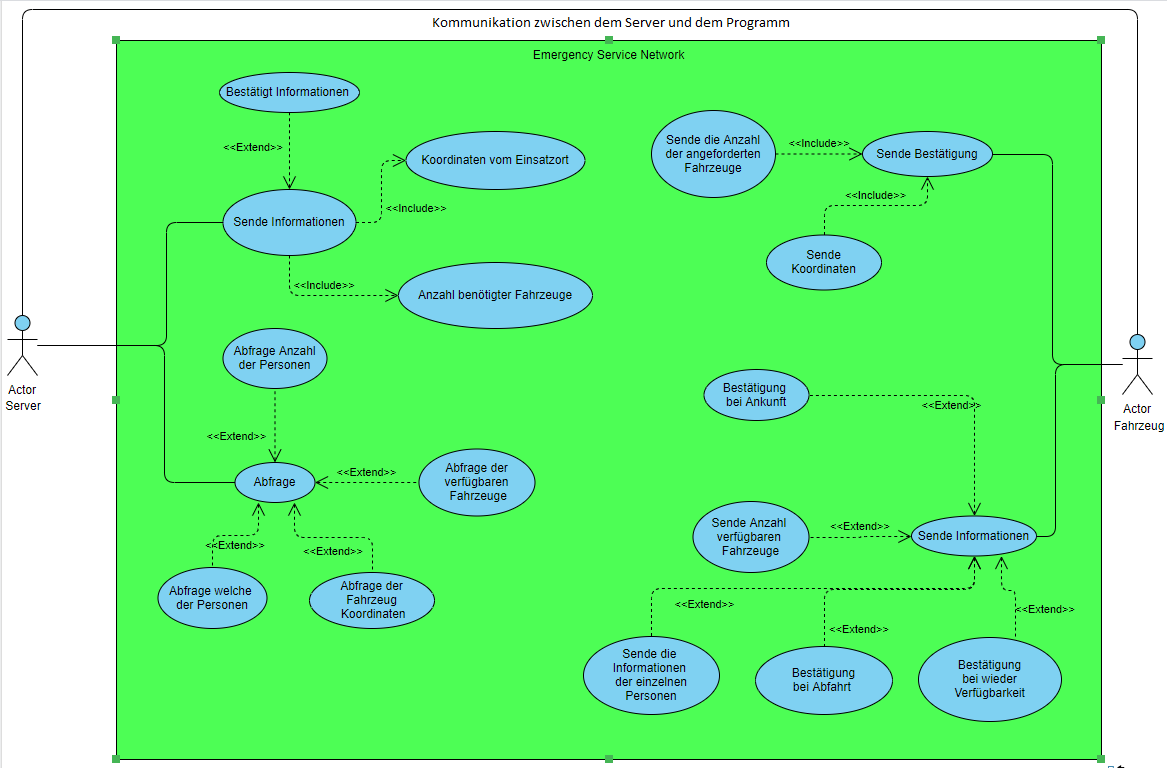 Kommunikation zwischen dem Server und dem Programm
Emergency Service Network
Bestätigt Informationen
<<Extend>>
Koordinaten vom Einsatzort
<<Include>>
Sende Informationen
<<Include>>
Anzahl benötigter Fahrzeuge
Sende die Anzahl
der angeforderten
Fahrzeuge
<<Include>>
Sende Bestätigung
<<Include>>
Sende
Koordinaten
Actor
Server
Abfrage Anzahl
der Personen
<<Extend>>
Abfrage
<<Extend>>
Abfrage der
verfügbaren
Fahrzeuge
<<Extend>>
<<Extend>>
Abfrage welche
der Personen
Abfrage der
Fahrzeug
Koordinaten
Actor
Fahrzeug
Bestätigung
bei Ankunft
<<Extend>>
Sende Anzahl
verfügbaren
Fahrzeuge
<<Extend>>
Sende Informationen
<<Extend>>
<<Extend>>
<<Extend>>
Sende die
Informationen
der einzelnen
Personen
Bestätigung
bei Abfahrt
Bestätigung
bei wieder
Verfügbarkeit